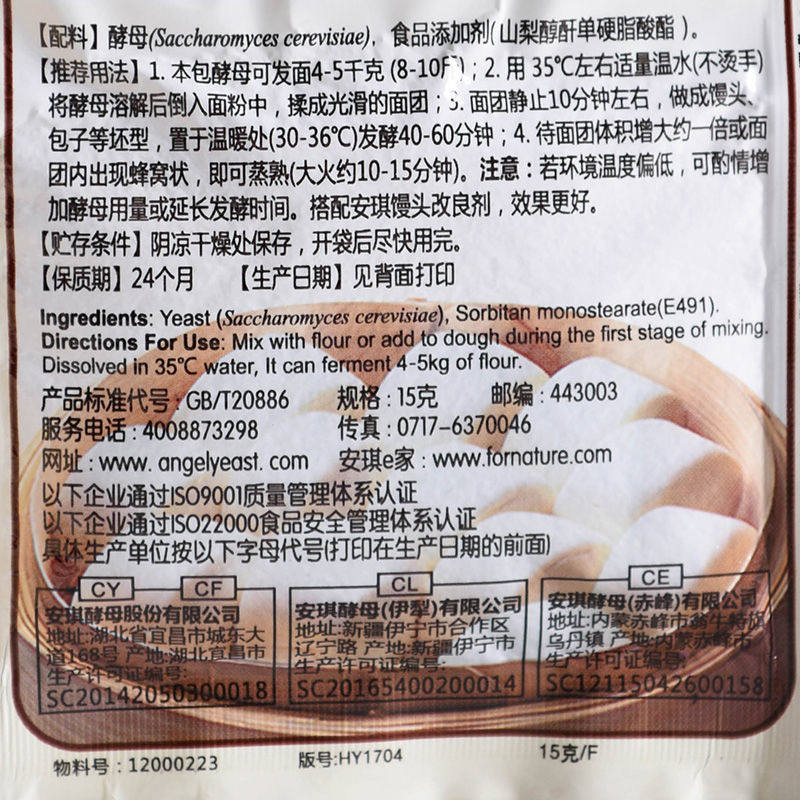 【配料】酵母(Saccharomyces cerevisiae)，食品添加剂(山梨醇酐单硬脂酸酯)。
【推荐用法】1. 本包酵母可发面4-5千克 (8-10斤)；2. 用 35℃左右适量温水(不烫手)
将酵母溶解后倒入面粉中，揉成光滑的面团；3. 面团静止10分钟左右，做成馒头、
包子等坯型，置于温暖处(30-36℃)发酵40-60分钟；4. 待面团体积增大约一倍或面
团内出现蜂窝状，即可蒸熟(大火约10-15分钟)。注意：若环境温度偏低，可酌情增
加酵母用量或延长发酵时间。搭配安琪馒头改良剂，效果更好。
【贮存条件】阴凉干燥处保存，开袋后尽快用完。
【保质期】24个月 【生产日期】见背面打印
Ingredients: Yeast (Saccharomyces cerevisiae), Sorbitan monostearate(E491).
Directions For Use: Mix with flour or add to dough during the first stage of mixing.
Dissolved in 35℃ water, It can ferment 4-5kg of flour.
产品标准代号：GB/T20886 规格：15克 邮编：443003
服务电话：4008873298 传真：0717-6370046
网址：www. angelyeast. com 安琪e家：www.fornature.com
以下企业通过ISO9001质量管理体系认证
以下企业通过ISO22000食品安全管理体系认证
具体生产单位按以下字母代号(打印在生产日期的前面)
CY CF
安琪酵母股份有限公司
地址:湖北省宜昌市城东大
道168号 产地:湖北宜昌市
生产许可证编号:
SC20142050300018
CL
安琪酵母(伊犁)有限公司
地址:新疆伊宁市合作区
辽宁路 产地:新疆伊宁市
生产许可证编号:
SC20165400200014
CE
安琪酵母(赤峰)有限公司
地址:内蒙赤峰市翁牛特旗
乌丹镇 产地:内蒙赤峰市
生产许可证编号:
SC12115042600158
物料号：12000223 版号:HY1704 15克/F